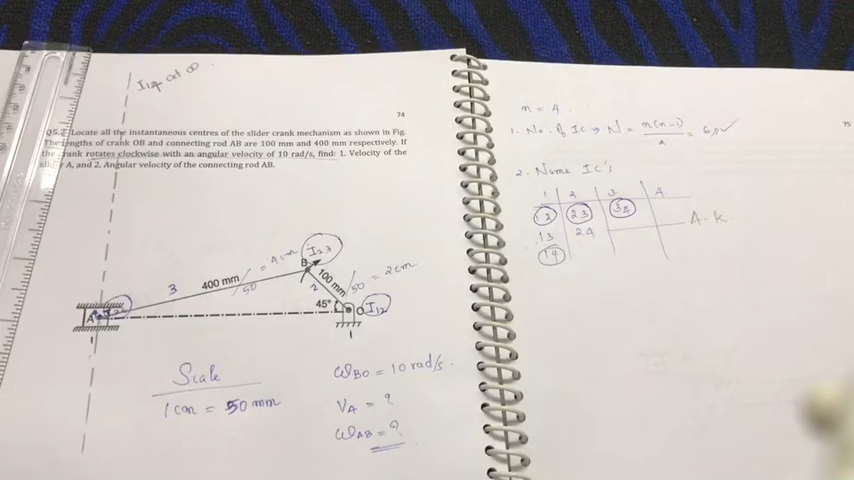 I14 at ∞.
74
Q5.2 Locate all the instantaneous centres of the slider crank mechanism as shown in Fig.
The lengths of crank OB and connecting rod AB are 100 mm and 400 mm respectively. If
the crank rotates clockwise with an angular velocity of 10 rad/s, find: 1. Velocity of the
slider A, and 2. Angular velocity of the connecting rod AB.
I23
B
3
400 mm
/50
2
100 mm
/50 = 2cm
45°
A
O
I12
1
1
Scale
1 cm = 50 mm
ωBO = 10 rad/s.
VA = ?
ωAB = ?
75
n = 4
1. No. of IC → N = n(n-1)/2 = 6 //
2. Name IC's
1 2 3 4
12 23 34
13 24
14
A.K.